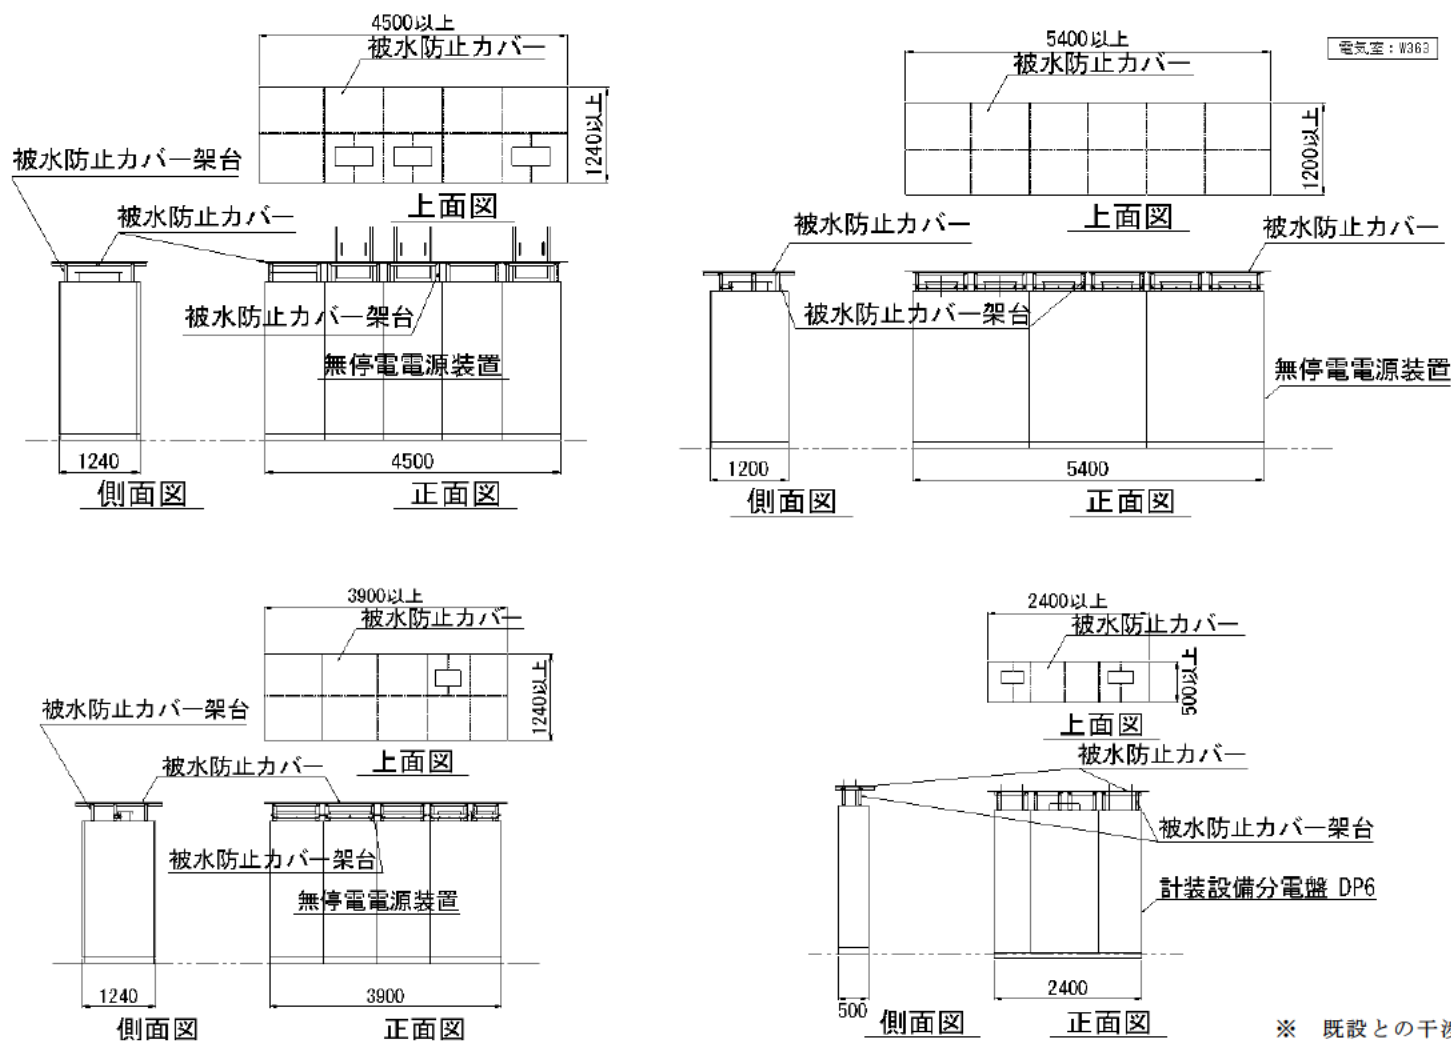 電気室:W363
4500以上
被水防止カバー
1240以上
被水防止カバー架台
上面図
被水防止カバー
被水防止カバー架台
無停電電源装置
1240
4500
側面図
正面図
5400以上
被水防止カバー
1200以上
上面図
被水防止カバー
被水防止カバー
被水防止カバー架台
無停電電源装置
1200
5400
側面図
正面図
3900以上
被水防止カバー
1240以上
被水防止カバー架台
上面図
被水防止カバー
被水防止カバー架台
無停電電源装置
1240
3900
側面図
正面図
2400以上
被水防止カバー
500以上
上面図
被水防止カバー
被水防止カバー架台
計装設備分電盤 DP6
500
2400
側面図
正面図
※ 既設との干